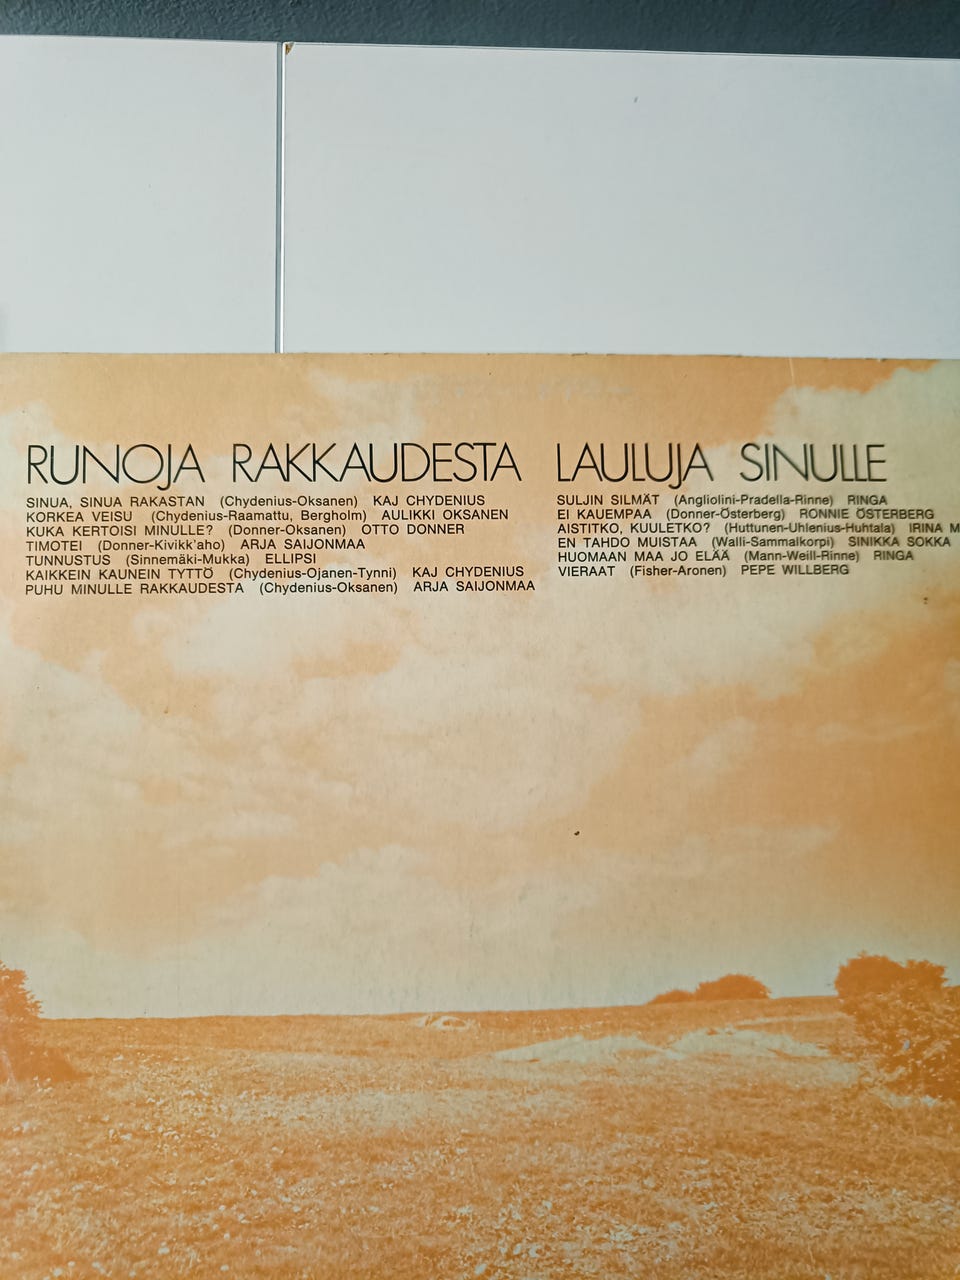 RUNOJA RAKKAUDESTA
SINUA, SINUA RAKASTAN (Chydenius-Oksanen) KAJ CHYDENIUS
KORKEA VEISU (Chydenius-Raamattu, Bergholm) AULIKKI OKSANEN
KUKA KERTOISI MINULLE? (Donner-Oksanen) OTTO DONNER
TIMOTEI (Donner-Kivikk'aho) ARJA SAIJONMAA
TUNNUSTUS (Sinnemäki-Mukka) ELLIPSI
KAIKKEIN KAUNEIN TYTTÖ (Chydenius-Ojanen-Tynni) KAJ CHYDENIUS
PUHU MINULLE RAKKAUDESTA (Chydenius-Oksanen) ARJA SAIJONMAA
LAULUJA SINULLE
SULJIN SILMÄT (Angliolini-Pradella-Rinne) RINGA
EI KAUEMPAA (Donner-Österberg) RONNIE ÖSTERBERG
AISTITKO, KUULETKO? (Huttunen-Uhlenius-Huhtala) IRINA M
EN TAHDO MUISTAA (Walli-Sammalkorpi) SINIKKA SOKKA
HUOMAAN MAA JO ELÄÄ (Mann-Weill-Rinne) RINGA
VIERAAT (Fisher-Aronen) PEPE WILLBERG